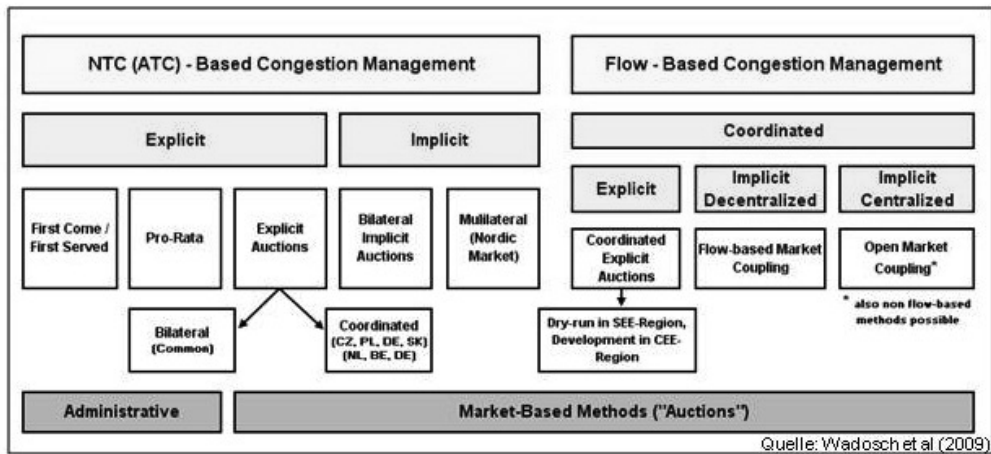 NTC (ATC) - Based Congestion Management
Flow - Based Congestion Management
Explicit
Implicit
Coordinated
First Come /
First Served
Pro-Rata
Explicit
Auctions
Bilateral
Implicit
Auctions
Mulilateral
(Nordic
Market)
Explicit
Implicit
Decentralized
Implicit
Centralized
Coordinated
Explicit
Auctions
Flow-based Market
Coupling
Open Market
Coupling*
* also non flow-based
methods possible
Bilateral
(Common)
Coordinated
(CZ, PL, DE, SK)
(NL, BE, DE)
Dry-run in SEE-Region,
Development in CEE-
Region
Administrative
Market-Based Methods ("Auctions")
Quelle: Wadosch et al (2009)